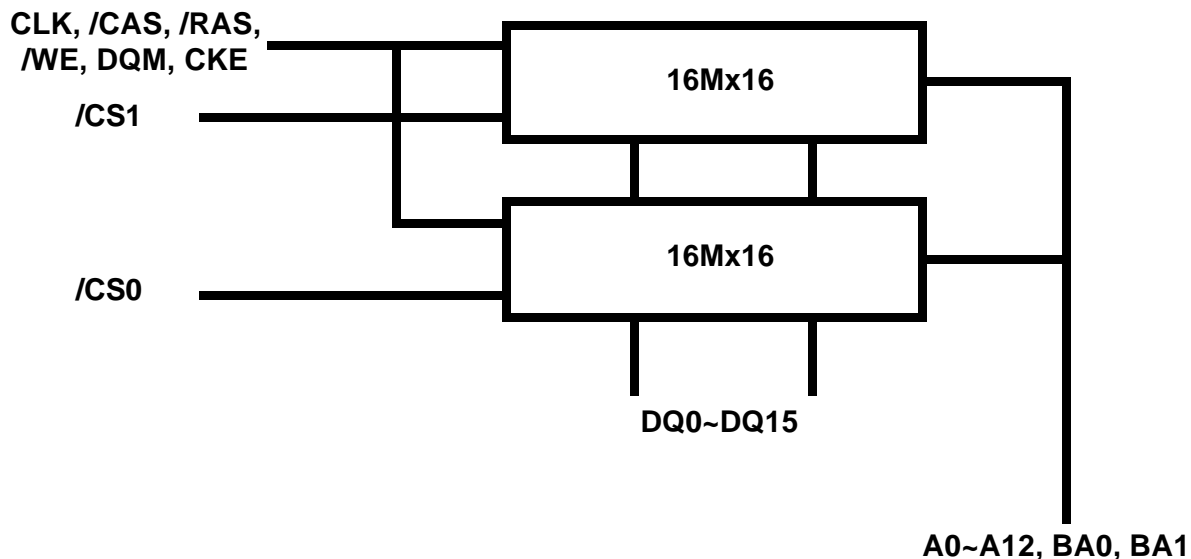 CLK, /CAS, /RAS,
/WE, DQM, CKE
/CS1
16Mx16
16Mx16
/CS0
DQ0~DQ15
A0~A12, BA0, BA1